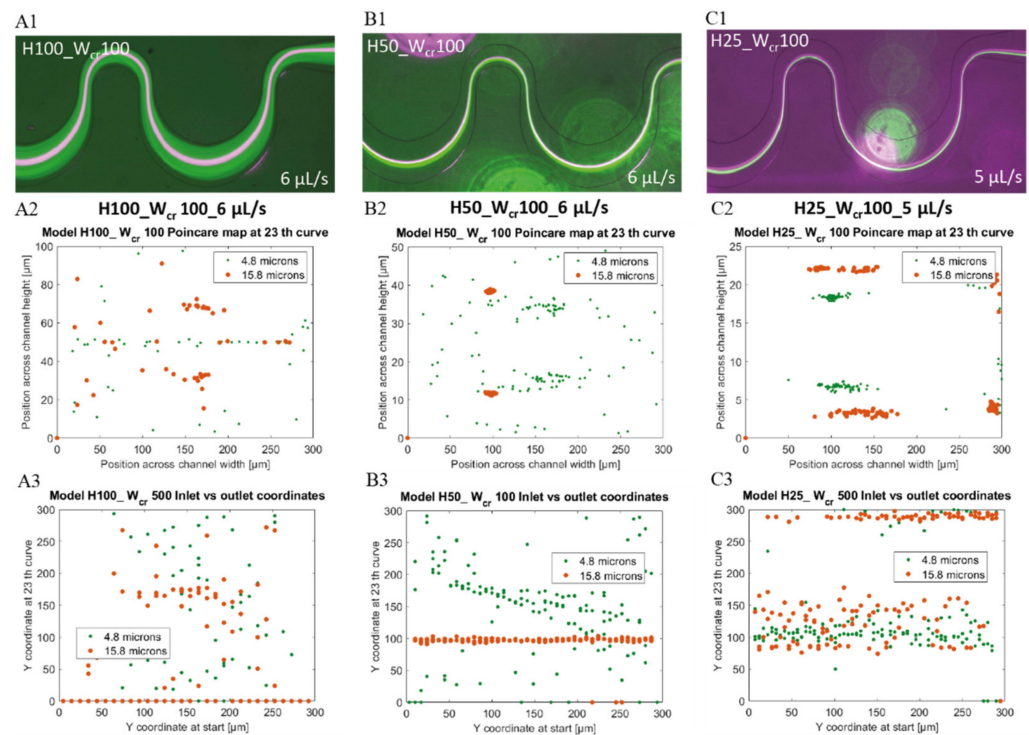 A1
B1
C1
H100_Wcr100
H50_Wcr100
H25_Wcr100
6 µL/s
6 µL/s
5 µL/s
A2
H100_Wcr 100_6 µL/s
B2
H50_Wcr100_6 µL/s
C2
H25_Wcr100_5 µL/s
Model H100_ Wcr 100 Poincare map at 23 th curve
Position across channel height [µm]
100
80
60
40
20
0
4.8 microns
15.8 microns
0 50 100 150 200 250 300
Position across channel width [µm]
Model H50_ Wcr 100 Poincare map at 23 th curve
Position across channel height [µm]
50
40
30
20
10
0
4.8 microns
15.8 microns
0 50 100 150 200 250 300
Position across channel width [µm]
Model H25_ Wcr 100 Poincare map at 23 th curve
Position across channel height [µm]
25
20
15
10
5
0
4.8 microns
15.8 microns
0 50 100 150 200 250 300
Position across channel width [µm]
A3
Model H100_ Wcr 500 Inlet vs outlet coordinates
Y coordinate at 23 th curve
300
250
200
150
100
50
0
4.8 microns
15.8 microns
0 50 100 150 200 250 300
Y coordinate at start [µm]
B3
Model H50_ Wcr 100 Inlet vs outlet coordinates
Y coordinate at 23 th curve
300
250
200
150
100
50
0
4.8 microns
15.8 microns
0 50 100 150 200 250 300
Y coordinate at start [µm]
C3
Model H25_ Wcr 500 Inlet vs outlet coordinates
Y coordinate at 23 th curve
300
250
200
150
100
50
0
4.8 microns
15.8 microns
0 50 100 150 200 250 300
Y coordinate at start [µm]